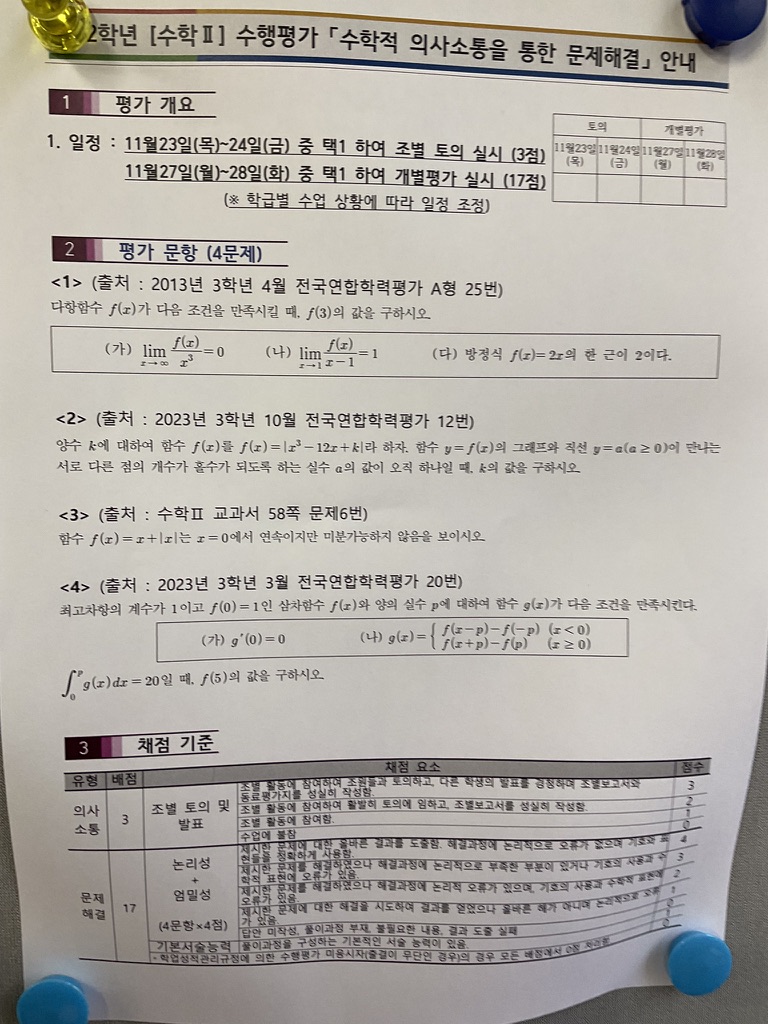 2학년 [수학Ⅱ] 수행평가 「수학적 의사소통을 통한 문제해결」 안내
1 평가 개요
1. 일정 : 11월23일(목)~24일(금) 중 택1 하여 조별 토의 실시 (3점)
11월27일(월)~28일(화) 중 택1 하여 개별평가 실시 (17점)
(※ 학급별 수업 상황에 따라 일정 조정)
토의 개별평가
11월23일 11월24일 11월27일 11월28일
(목) (금) (월) (화)
2 평가 문항 (4문제)
<1> (출처 : 2013년 3학년 4월 전국연합학력평가 A형 25번)
다항함수 f(x)가 다음 조건을 만족시킬 때, f(3)의 값을 구하시오.
(가) lim_{x→∞} f(x)/x³=0 (나) lim_{x→1} f(x)/(x−1)=1 (다) 방정식 f(x)=2x의 한 근이 2이다.
<2> (출처 : 2023년 3학년 10월 전국연합학력평가 12번)
양수 k에 대하여 함수 f(x)를 f(x)=|x³−12x+k|라 하자. 함수 y=f(x)의 그래프와 직선 y=a(a≥0)이 만나는
서로 다른 점의 개수가 홀수가 되도록 하는 실수 a의 값이 오직 하나일 때, k의 값을 구하시오.
<3> (출처 : 수학Ⅱ 교과서 58쪽 문제6번)
함수 f(x)=x+|x|는 x=0에서 연속이지만 미분가능하지 않음을 보이시오.
<4> (출처 : 2023년 3학년 3월 전국연합학력평가 20번)
최고차항의 계수가 1이고 f(0)=1인 삼차함수 f(x)와 양의 실수 p에 대하여 함수 g(x)가 다음 조건을 만족시킨다.
(가) g′(0)=0 (나) g(x)={ f(x−p)−f(−p) (x<0)
f(x+p)−f(p) (x≥0)
∫₀ᵖ g(x)dx=20일 때, f(5)의 값을 구하시오.
3 채점 기준
유형 배점 채점 요소 점수
의사
소통
3
조별 토의 및
발표
조별 활동에 참여하여 조원들과 토의하고, 다른 학생의 발표를 경청하며 조별보고서와
동료평가지를 성실히 작성함. 3
조별 활동에 참여하여 활발히 토의에 임하고, 조별보고서를 성실히 작성함. 2
조별 활동에 참여함. 1
수업에 불참 0
문제
해결
17
논리성
+
엄밀성
(4문항×4점)
제시한 문제에 대한 올바른 결과를 도출함. 해결과정에 논리적으로 오류가 없으며 기호와 표
현들을 정확하게 사용함. 4
제시한 문제를 해결하였으나 해결과정에 논리적으로 부족한 부분이 있거나 기호의 사용과 수
학적 표현에 오류가 있음. 3
제시한 문제를 해결하였으나 해결과정에 논리적 오류가 있으며, 기호의 사용과 수학적 표현에
오류가 있음. 2
제시한 문제에 대한 해결을 시도하여 결과를 얻었으나 올바른 해가 아니며 논리적으로 오류
가 있음. 1
답안 미작성, 풀이과정 부재, 불필요한 내용, 결과 도출 실패 0
기본서술능력 풀이과정을 구성하는 기본적인 서술 능력이 있음. 1
- 학업성적관리규정에 의한 수행평가 미응시자(출결이 무단인 경우)의 경우 모든 배점에서 0점 처리함